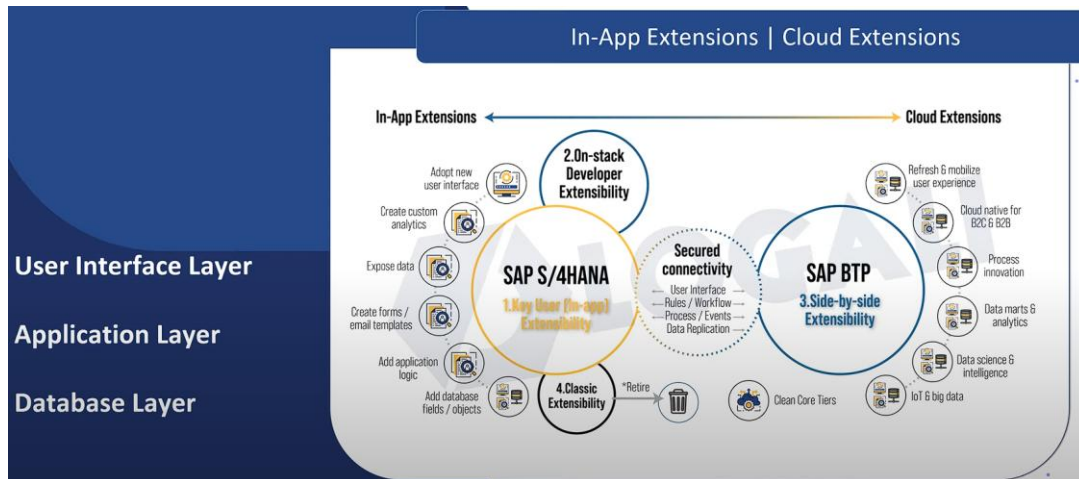 In-App Extensions | Cloud Extensions
User Interface Layer
Application Layer
Database Layer
In-App Extensions
Cloud Extensions
2.On-stack
Developer
Extensibility
Adopt new
user interface
Create custom
analytics
Expose data
Create forms /
email templates
Add application
logic
Add database
fields / objects
SAP S/4HANA
1.Key User (in-app)
Extensibility
4.Classic
Extensibility
*Retire
Secured
connectivity
User Interface
Rules / Workflow
Process / Events
Data Replication
SAP BTP
3.Side-by-side
Extensibility
Clean Core Tiers
Refresh & mobilize
user experience
Cloud native for
B2C & B2B
Process
innovation
Data marts &
analytics
Data science &
intelligence
IoT & big data
LOGALI